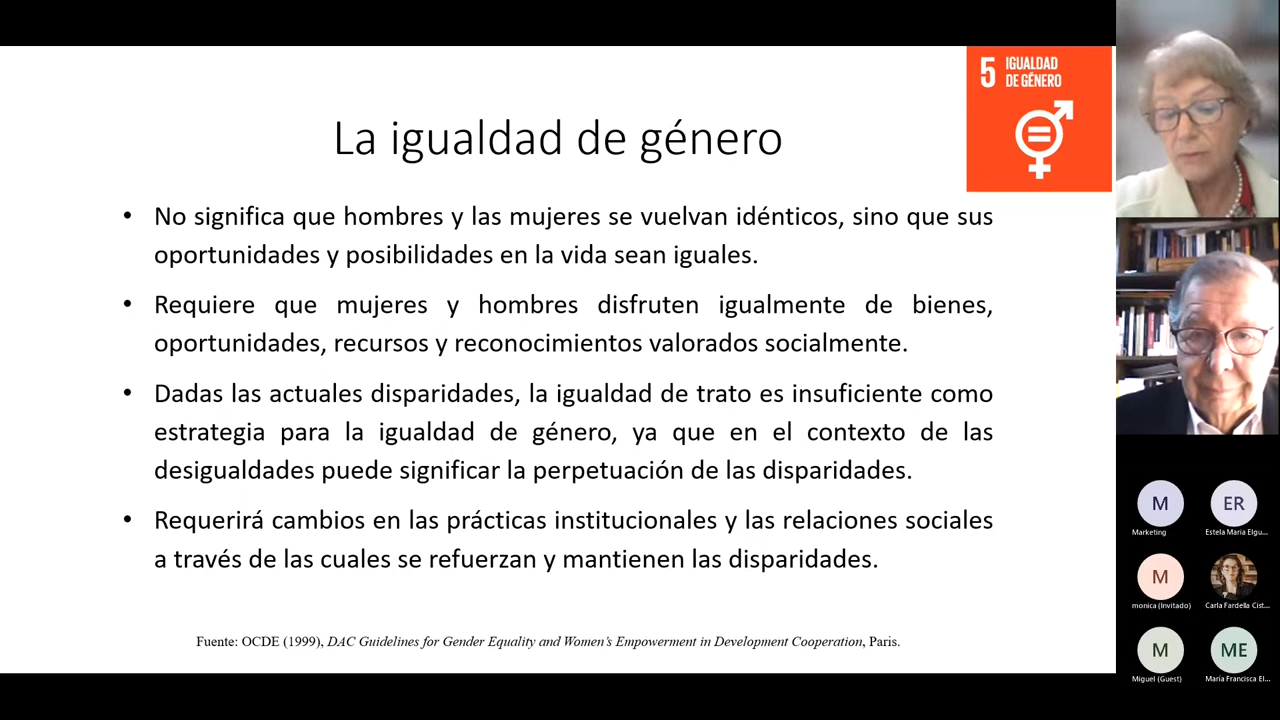 5 IGUALDAD
DE GÉNERO
La igualdad de género
• No significa que hombres y las mujeres se vuelvan idénticos, sino que sus
oportunidades y posibilidades en la vida sean iguales.
• Requiere que mujeres y hombres disfruten igualmente de bienes,
oportunidades, recursos y reconocimientos valorados socialmente.
• Dadas las actuales disparidades, la igualdad de trato es insuficiente como
estrategia para la igualdad de género, ya que en el contexto de las
desigualdades puede significar la perpetuación de las disparidades.
• Requerirá cambios en las prácticas institucionales y las relaciones sociales
a través de las cuales se refuerzan y mantienen las disparidades.
Fuente: OCDE (1999), DAC Guidelines for Gender Equality and Women's Empowerment in Development Cooperation, Paris.
M ER
Marketing Estela Maria Elgu...
M
monica (Invitado) Carla Fardella Cist...
M ME
Miguel (Guest) María Francisca El...